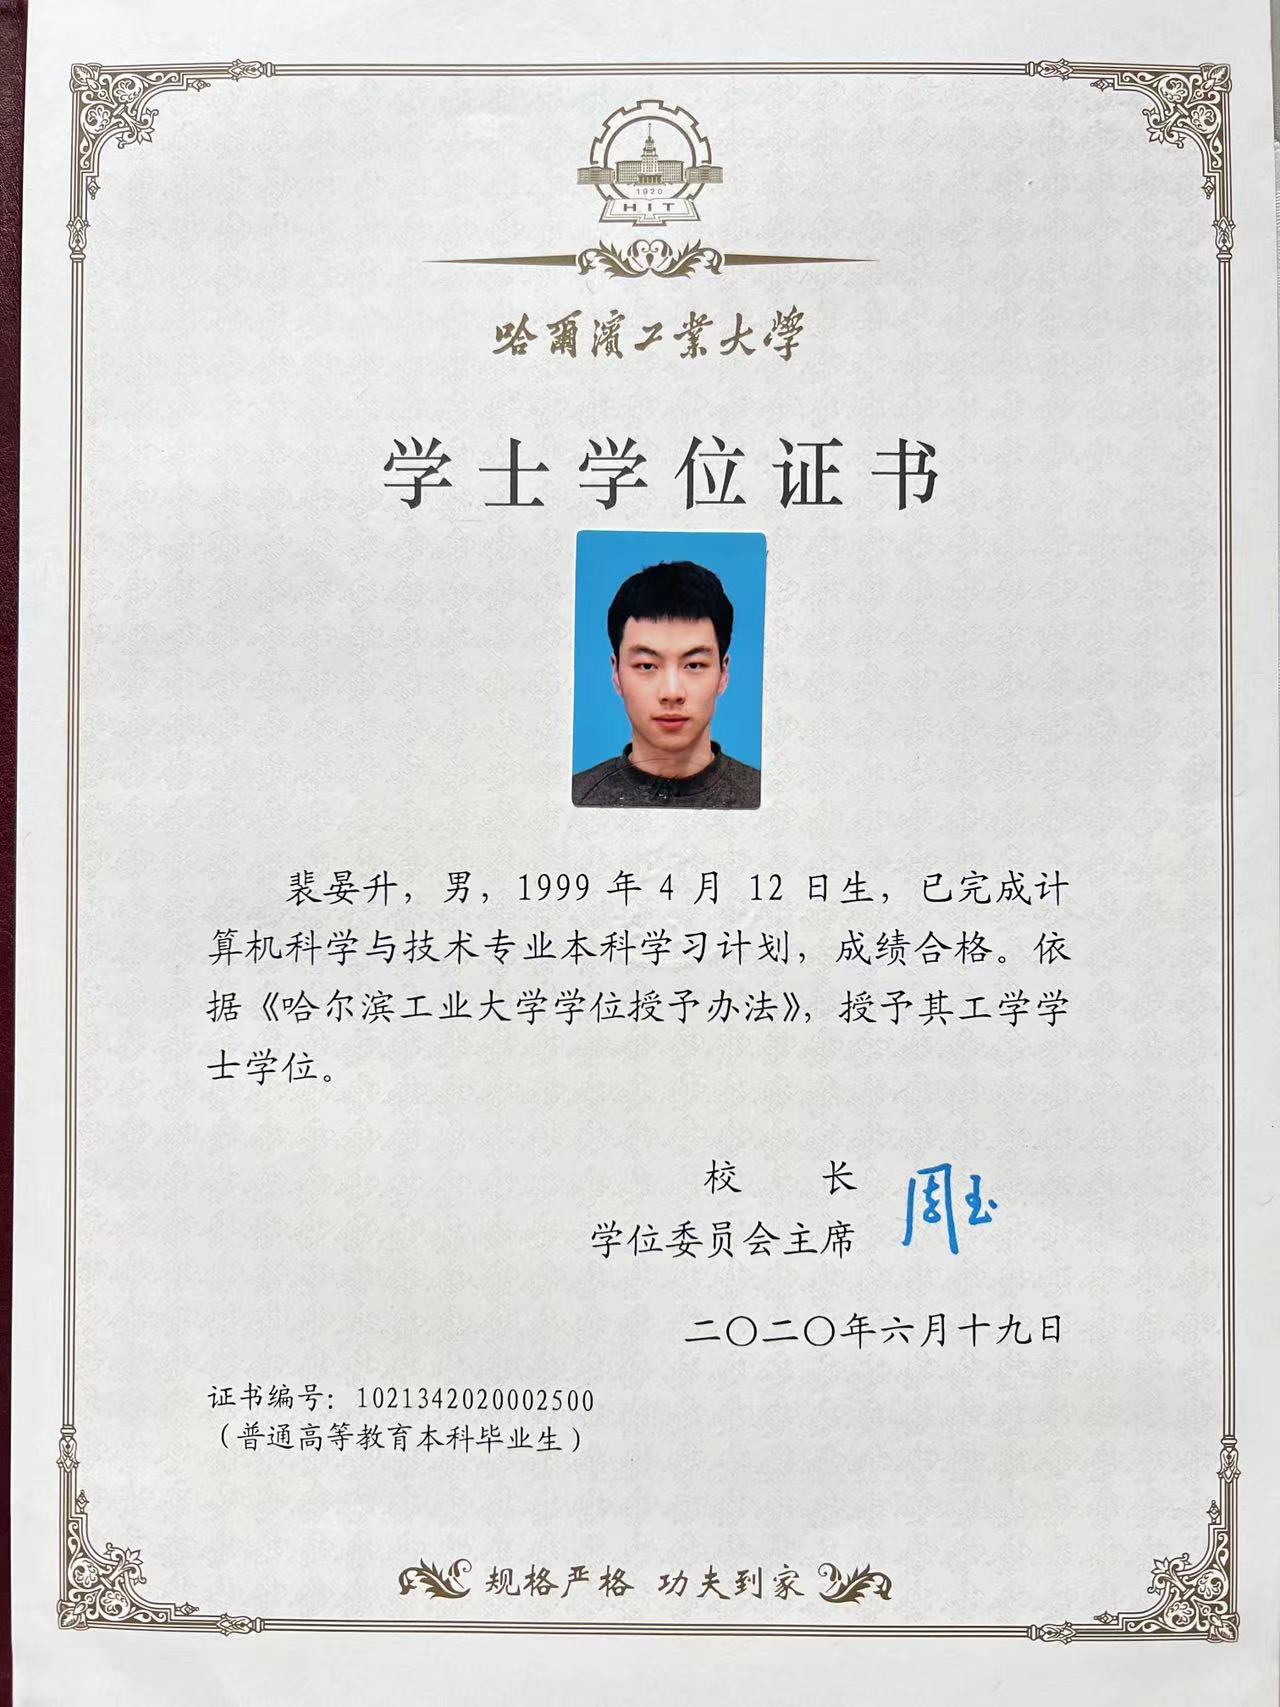 1920
HIT
哈爾濱工業大學
学士学位证书
裴晏升，男，1999 年 4 月 12 日生，已完成计
算机科学与技术专业本科学习计划，成绩合格。依
据《哈尔滨工业大学学位授予办法》，授予其工学学
士学位。
校 长
周玉
学位委员会主席
二〇二〇年六月十九日
证书编号：1021342020002500
（普通高等教育本科毕业生）
规格严格 功夫到家